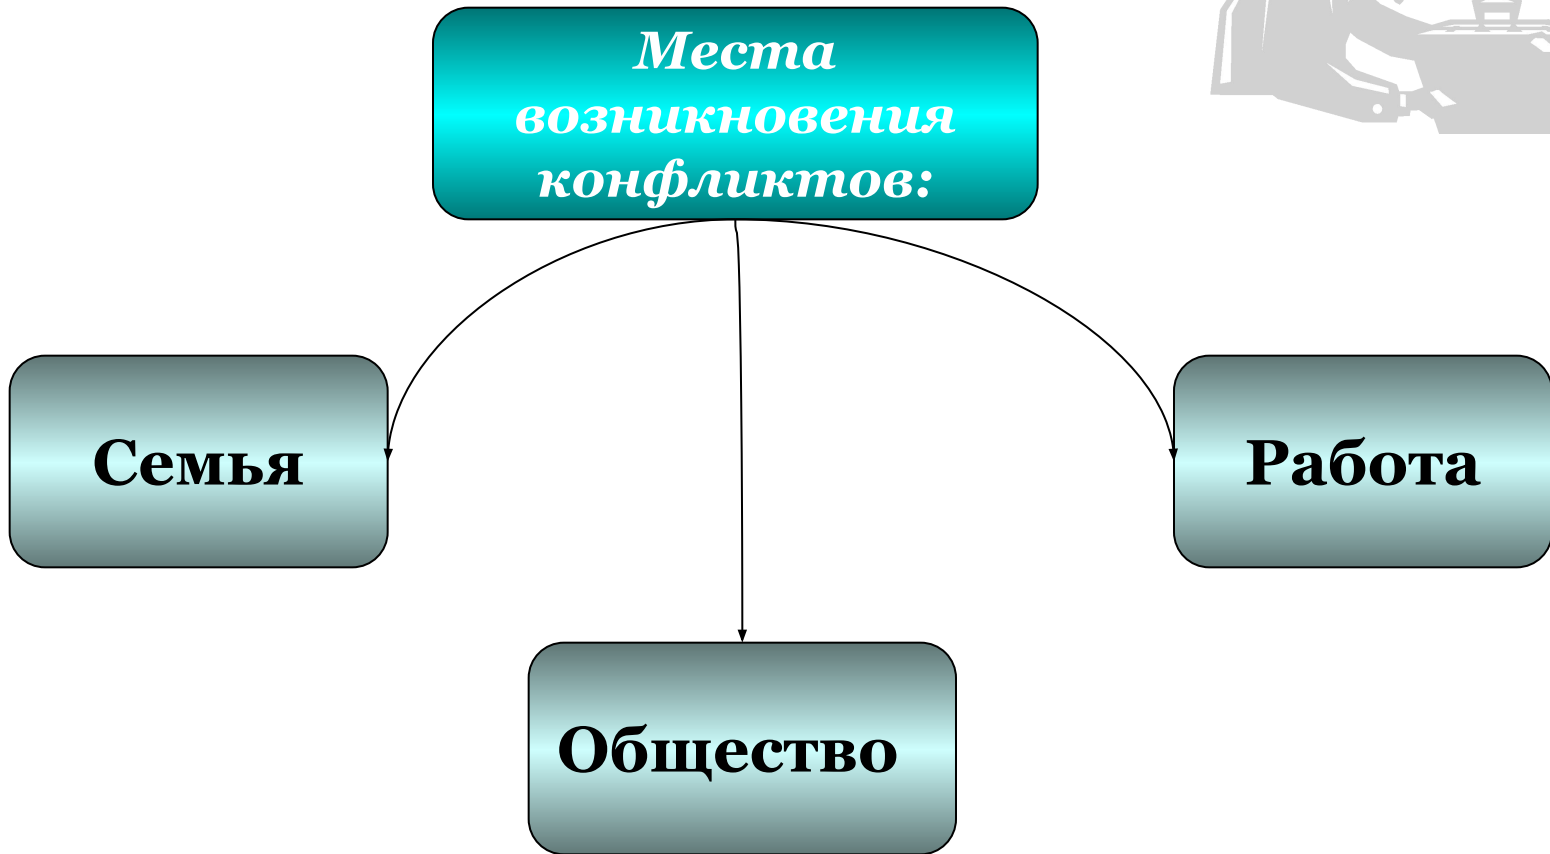 Места
возникновения
конфликтов:
Семья
Работа
Общество